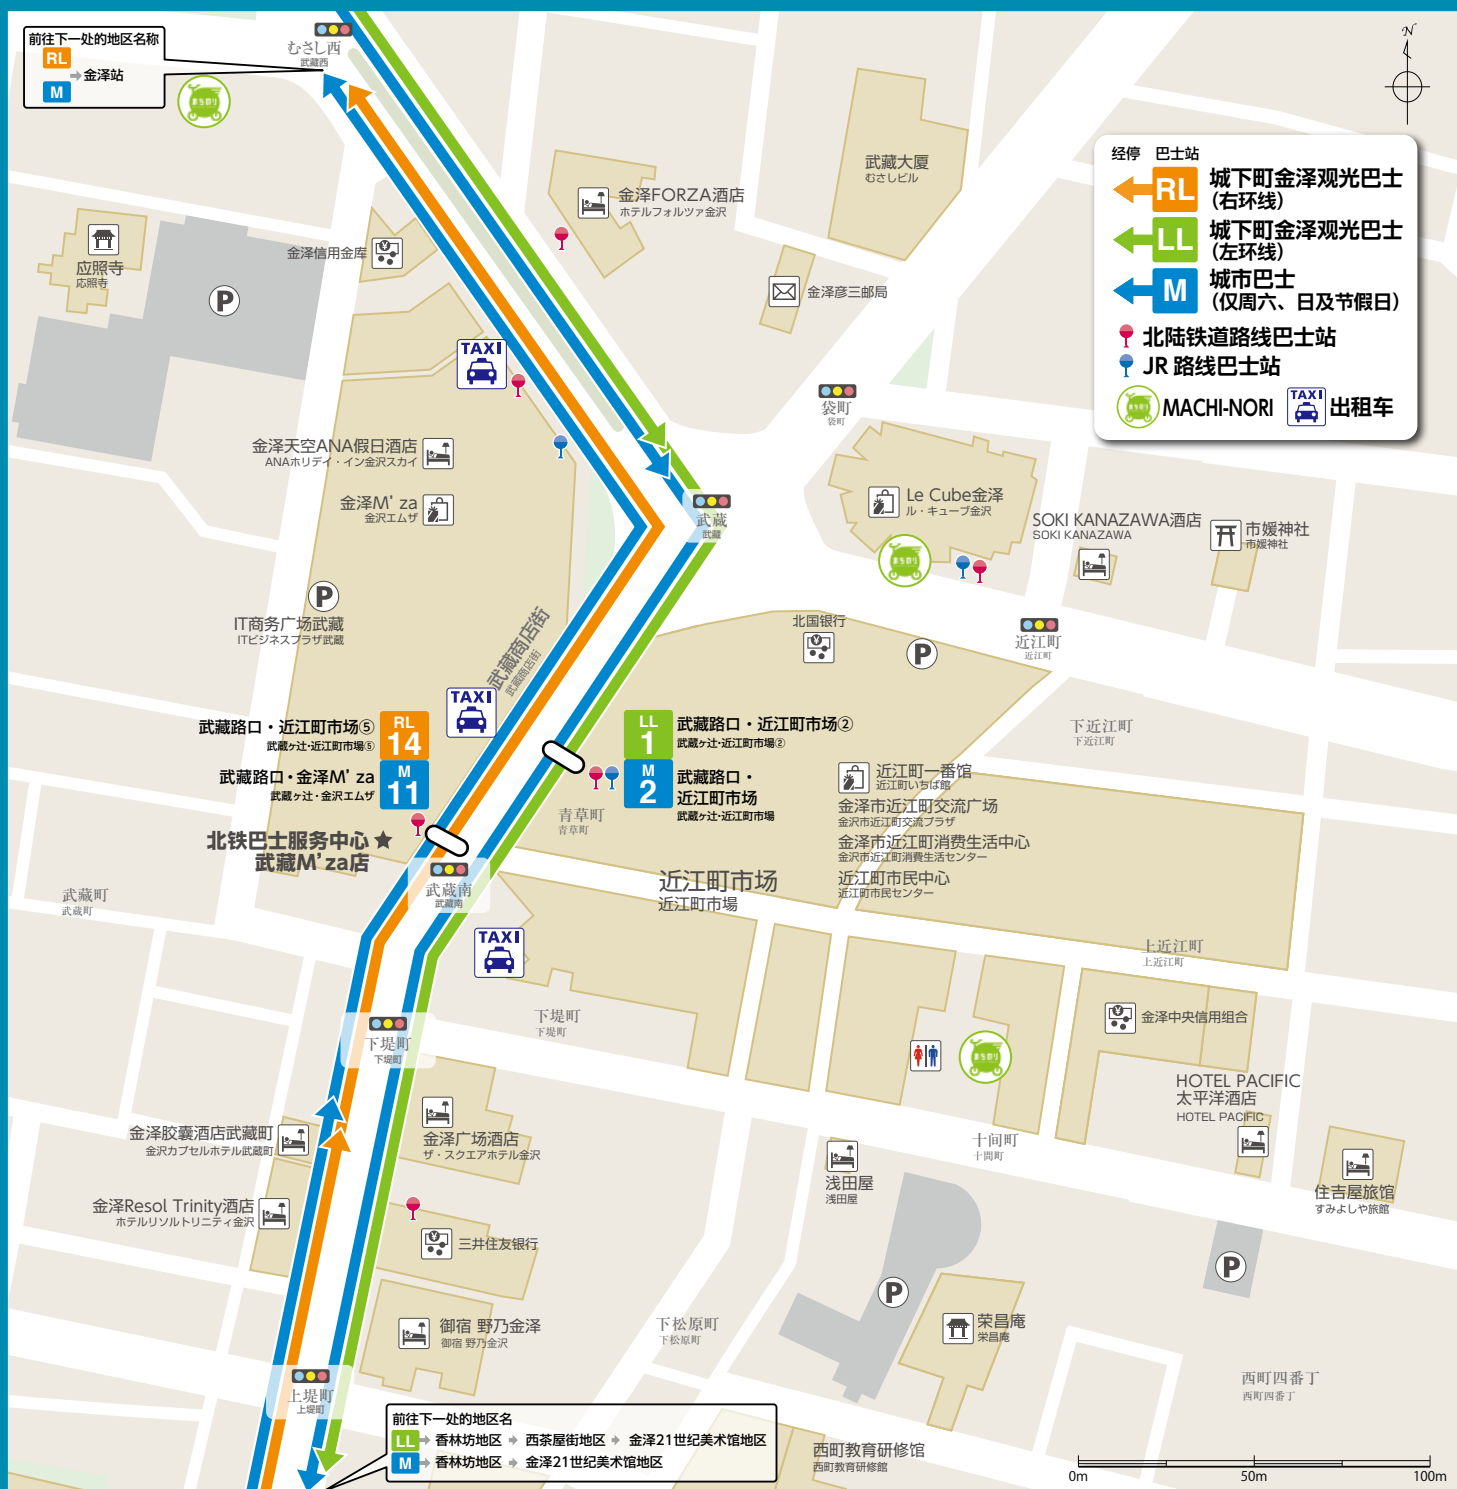 前往下一处的地区名称
RL
金泽站
M
まちのり
むさし西
武蔵西
N
经停 巴士站
RL
城下町金泽观光巴士
(右环线)
LL
城下町金泽观光巴士
(左环线)
M
城市巴士
(仅周六、日及节假日)
北陆铁道路线巴士站
JR 路线巴士站
まちのり
MACHI-NORI
TAXI
出租车
武藏大厦
むさしビル
金泽FORZA酒店
ホテルフォルツァ金沢
应照寺
応照寺
P
金泽信用金库
金泽彦三邮局
TAXI
袋町
袋町
金泽天空ANA假日酒店
ANAホリデイ・イン金沢スカイ
金泽M’za
金沢エムザ
武蔵
武蔵
Le Cube金泽
ル・キューブ金沢
まちのり
SOKI KANAZAWA酒店
SOKI KANAZAWA
市媛神社
市媛神社
P
IT商务广场武藏
ITビジネスプラザ武蔵
武藏商店街
武蔵商店街
北国银行
P
近江町
近江町
TAXI
武藏路口・近江町市场⑤
武蔵ヶ辻・近江町市場⑤
RL
14
武藏路口・金泽M’za
武蔵ヶ辻・金沢エムザ
M
11
LL
1
武藏路口・近江町市场②
武蔵ヶ辻・近江町市場②
M
2
武藏路口・
近江町市场
武蔵ヶ辻・近江町市場
下近江町
下近江町
近江町一番馆
近江町いちば館
金泽市近江町交流广场
金沢市近江町交流プラザ
金泽市近江町消费生活中心
金沢市近江町消費生活センター
近江町市民中心
近江町市民センター
青草町
青草町
北铁巴士服务中心★
武藏M’za店
武蔵南
武蔵南
近江町市场
近江町市場
武蔵町
武蔵町
TAXI
上近江町
上近江町
下堤町
下堤町
下堤町
下堤町
金泽中央信用组合
まちのり
HOTEL PACIFIC
太平洋酒店
HOTEL PACIFIC
金泽胶囊酒店武藏町
金沢カプセルホテル武蔵町
金泽广场酒店
ザ・スクエアホテル金沢
十间町
十間町
浅田屋
浅田屋
住吉屋旅馆
すみよしや旅館
金泽Resol Trinity酒店
ホテルリソルトリニティ金沢
三井住友银行
P
P
御宿 野乃金泽
御宿 野乃金沢
下松原町
下松原町
荣昌庵
栄昌庵
上堤町
上堤町
西町四番丁
西町四番丁
前往下一处的地区名
LL 香林坊地区 西茶屋街地区 金泽21世纪美术馆地区
M 香林坊地区 金泽21世纪美术馆地区
西町教育研修馆
西町教育研修館
0m 50m 100m